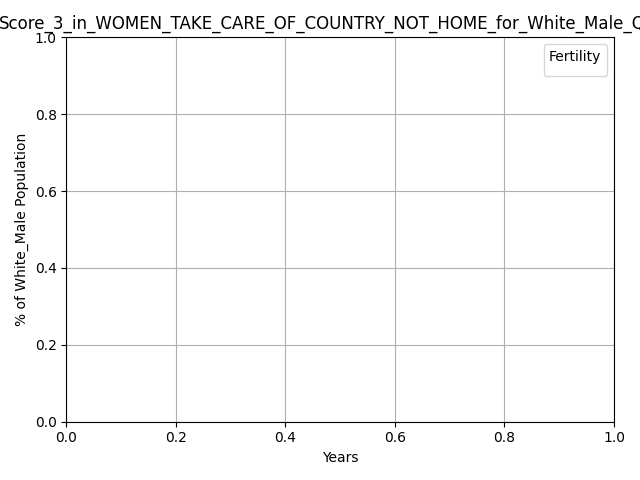 Score_3_in_WOMEN_TAKE_CARE_OF_COUNTRY_NOT_HOME_for_White_Male_Q
Fertility
% of White_Male Population
1.0
0.8
0.6
0.4
0.2
0.0
0.0 0.2 0.4 0.6 0.8 1.0
Years